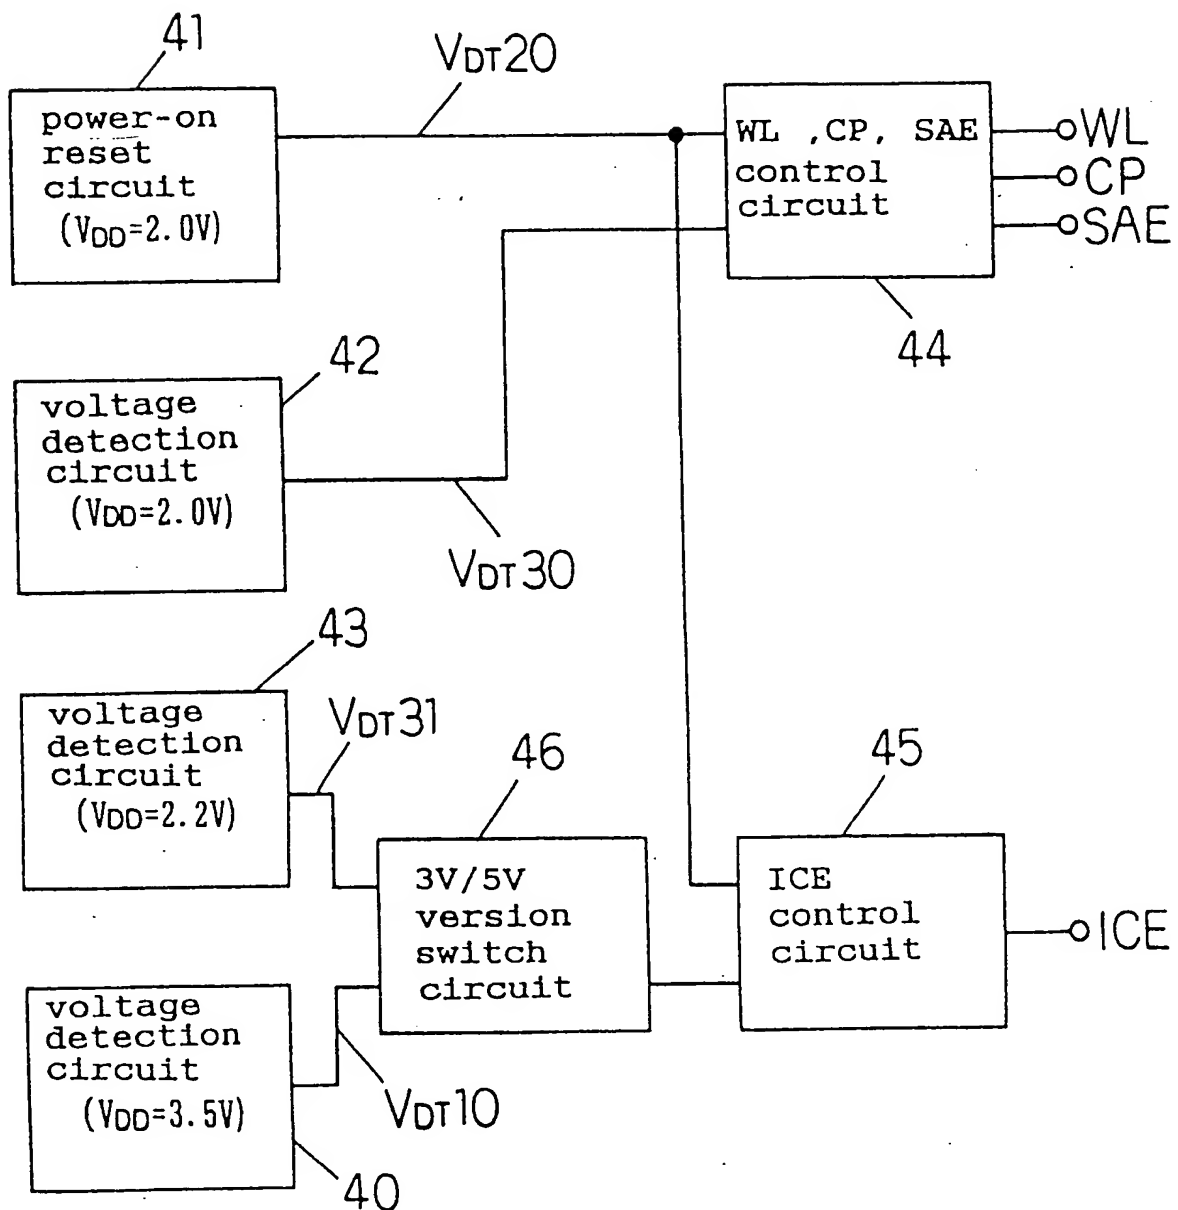 41
VDT20
power-on
reset
circuit
(VDD=2.0V)
WL ,CP, SAE
control
circuit
WL
CP
SAE
44
42
voltage
detection
circuit
(VDD=2.0V)
VDT30
43
voltage
detection
circuit
(VDD=2.2V)
VDT31
46
3V/5V
version
switch
circuit
45
ICE
control
circuit
ICE
voltage
detection
circuit
(VDD=3.5V)
VDT10
40